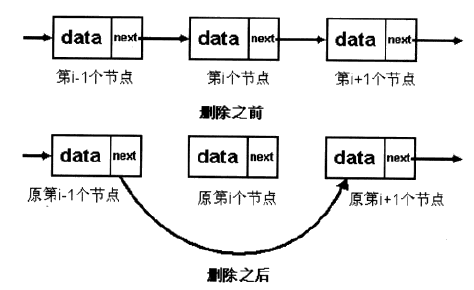 data next data next data next
第i-1个节点 第i个节点 第i+1个节点
删除之前
data next data next data next
原第i-1个节点 原第i个节点 原第i+1个节点
删除之后